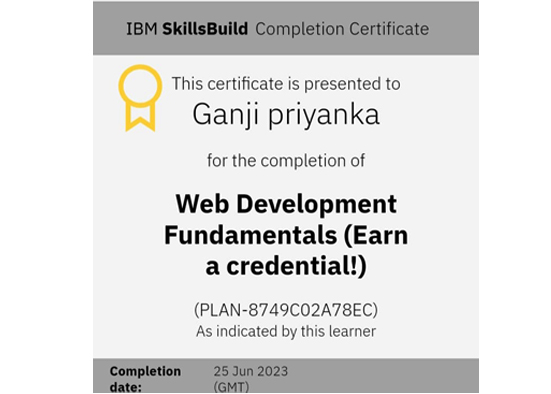 IBM SkillsBuild Completion Certificate
This certificate is presented to
Ganji priyanka
for the completion of
Web Development
Fundamentals (Earn
a credential!)
(PLAN-8749C02A78EC)
As indicated by this learner
Completion date: 25 Jun 2023 (GMT)